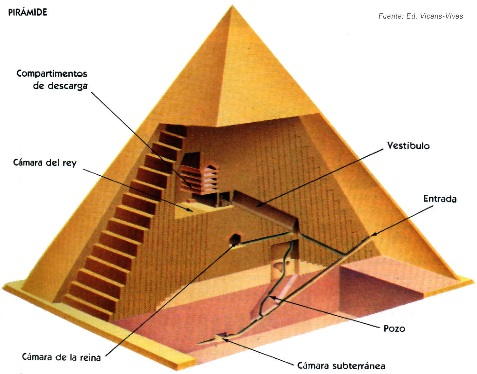 PIRÁMIDE
Fuente: Ed. Vicens-Vives
Compartimentos
de descarga
Cámara del rey
Vestíbulo
Entrada
Pozo
Cámara de la reina
Cámara subterránea